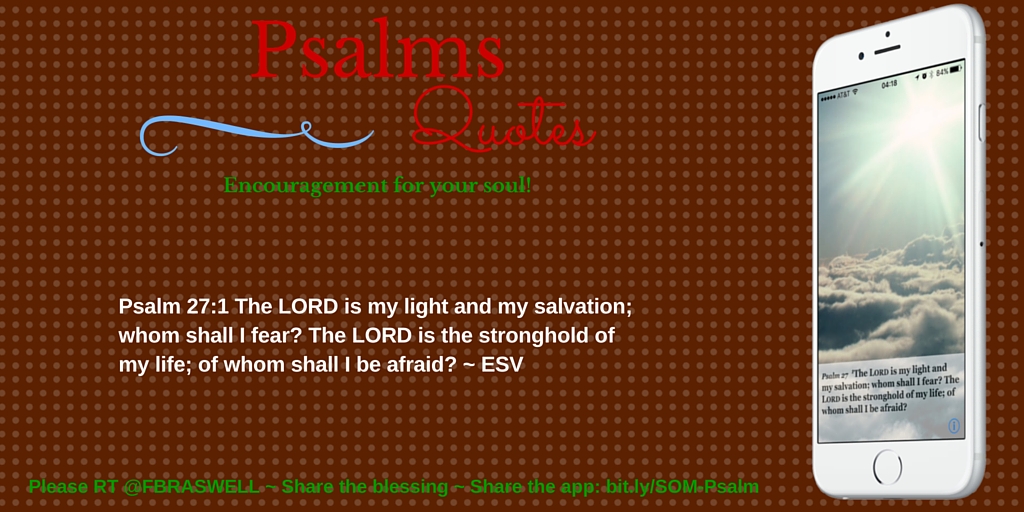 Psalms
Quotes
Encouragement for your soul!
Psalm 27:1 The LORD is my light and my salvation;
whom shall I fear? The LORD is the stronghold of
my life; of whom shall I be afraid? ~ ESV
Please RT @FBRASWELL ~ Share the blessing ~ Share the app: bit.ly/SOM-Psalm
AT&T 04:18 84%
Psalm 27 The LORD is my light and
my salvation; whom shall I fear? The
LORD is the stronghold of my life; of
whom shall I be afraid?